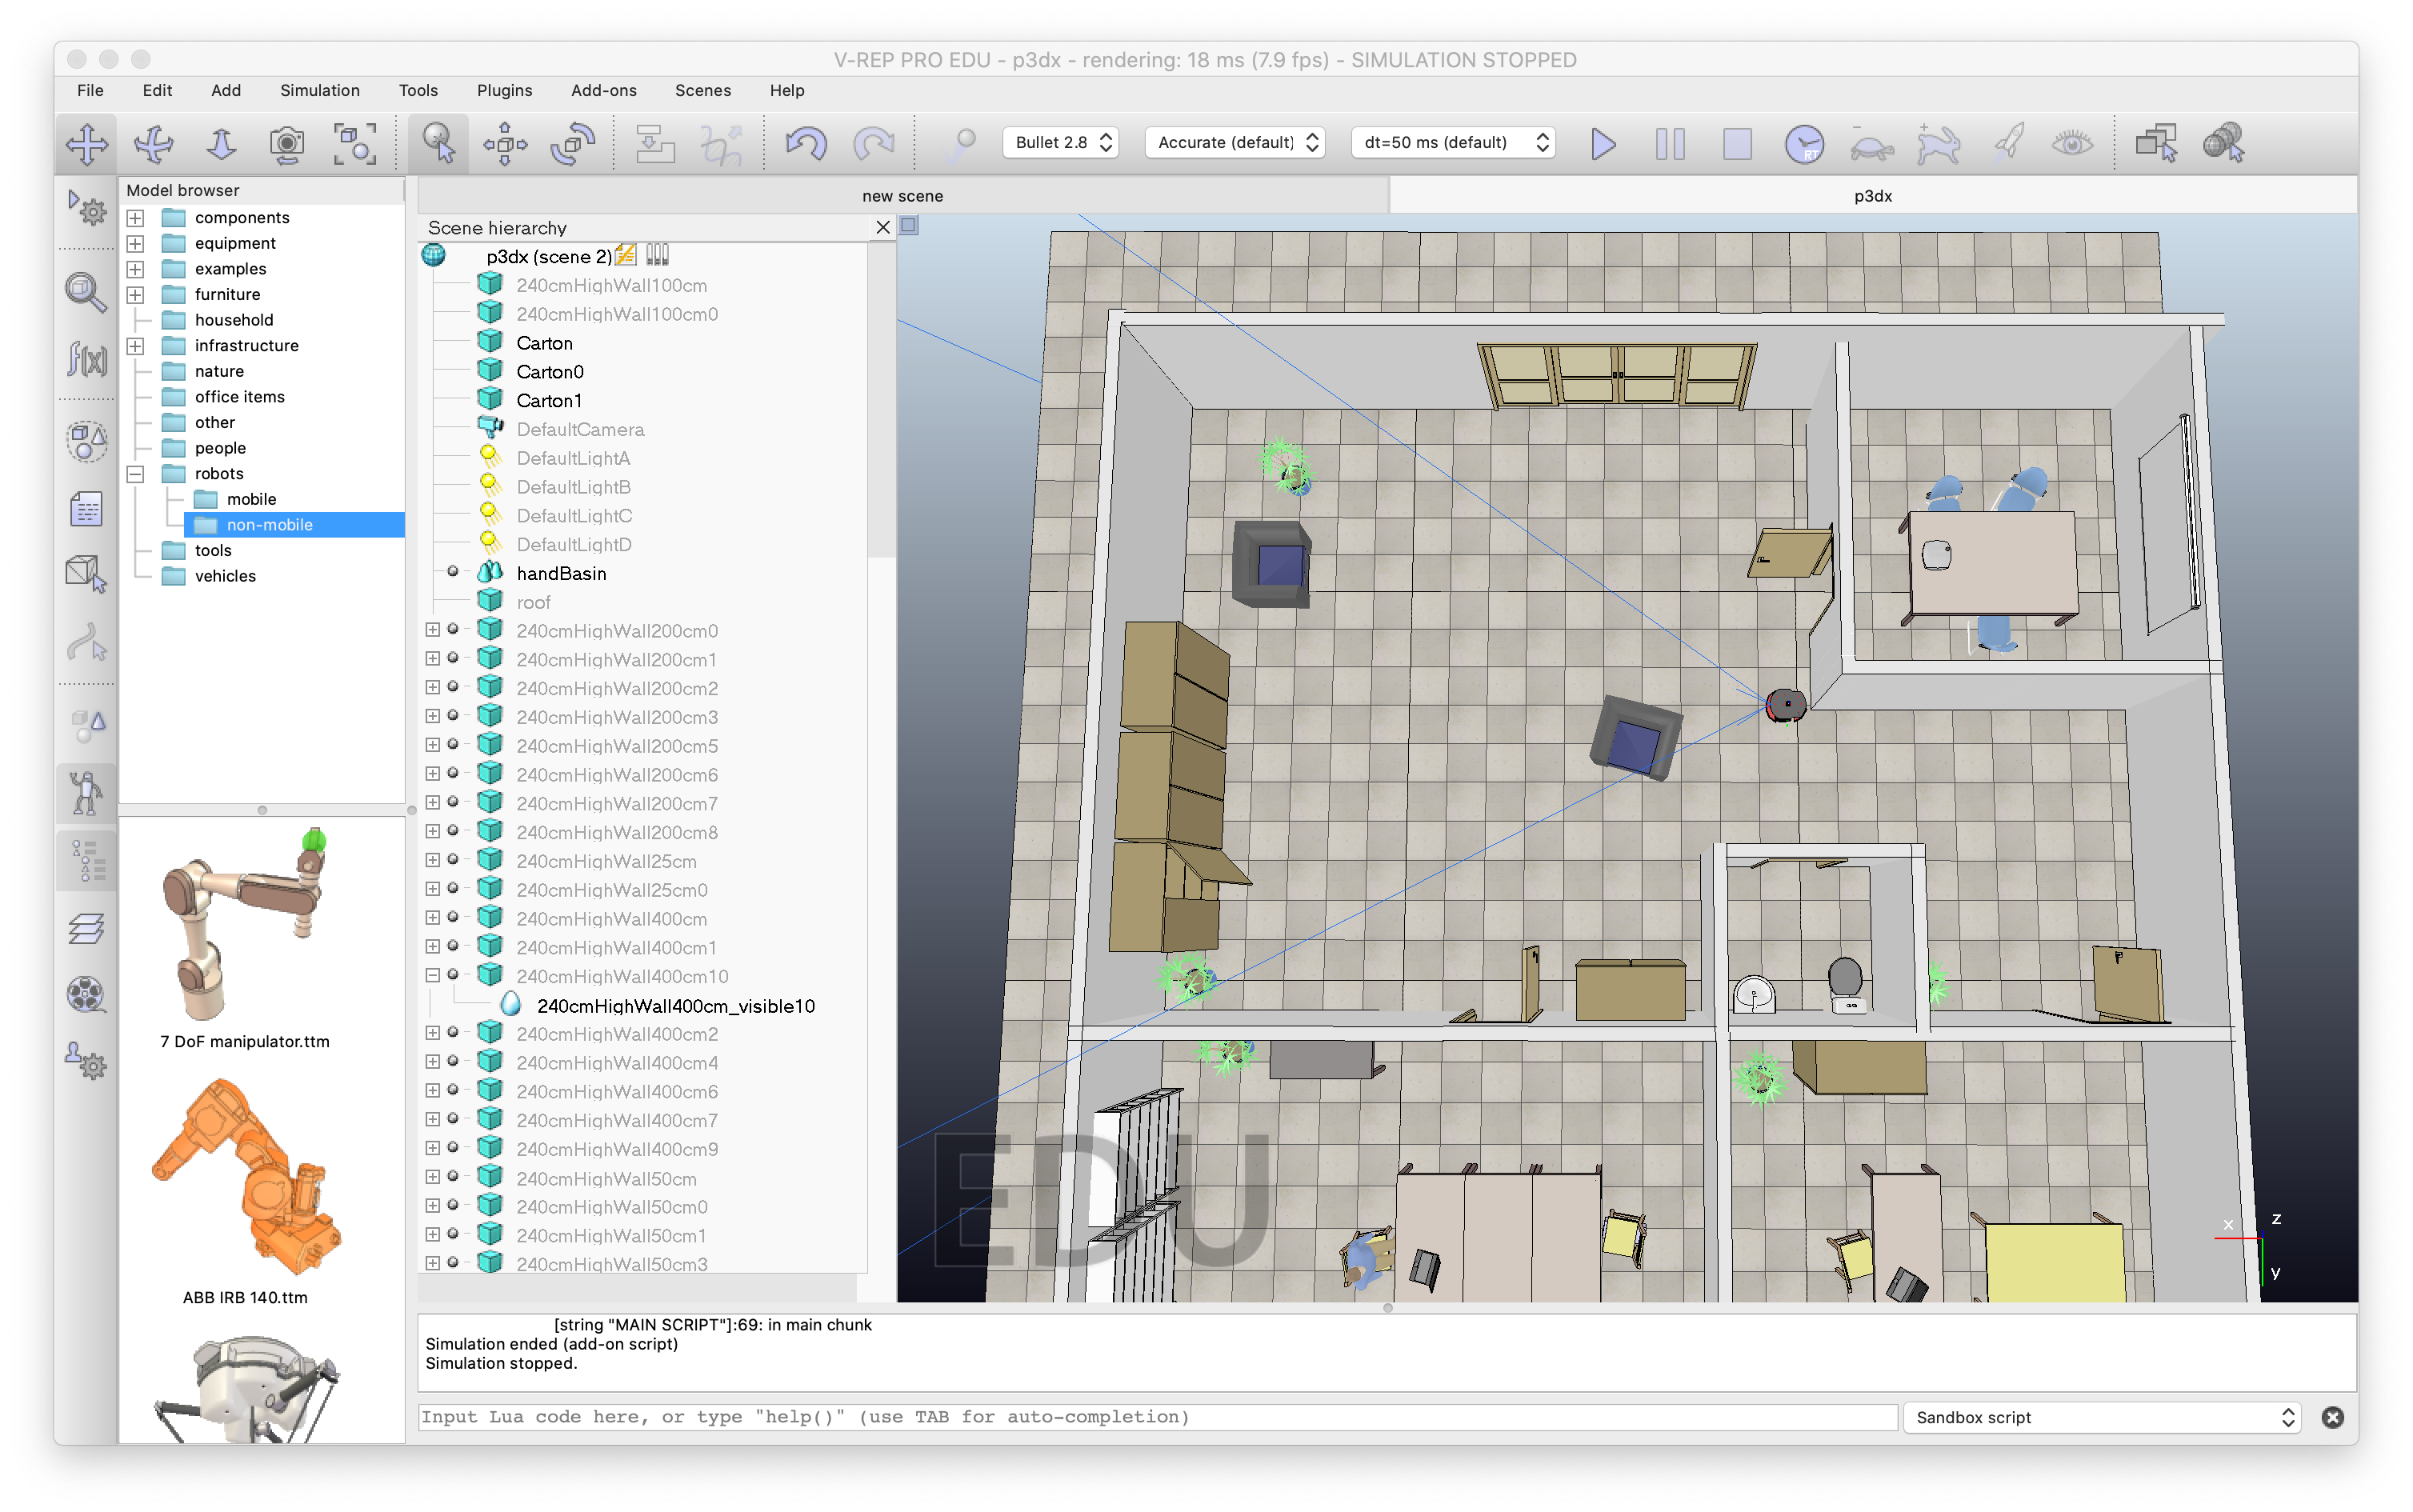 V-REP PRO EDU - p3dx - rendering: 18 ms (7.9 fps) - SIMULATION STOPPED
File Edit Add Simulation Tools Plugins Add-ons Scenes Help
Bullet 2.8 Accurate (default) dt=50 ms (default)
RT
f(x)
Model browser
components
equipment
examples
furniture
household
infrastructure
nature
office items
other
people
robots
mobile
non-mobile
tools
vehicles
7 DoF manipulator.ttm
ABB IRB 140.ttm
new scene p3dx
Scene hierarchy
p3dx (scene 2)
240cmHighWall100cm
240cmHighWall100cm0
Carton
Carton0
Carton1
DefaultCamera
DefaultLightA
DefaultLightB
DefaultLightC
DefaultLightD
handBasin
roof
240cmHighWall200cm0
240cmHighWall200cm1
240cmHighWall200cm2
240cmHighWall200cm3
240cmHighWall200cm5
240cmHighWall200cm6
240cmHighWall200cm7
240cmHighWall200cm8
240cmHighWall25cm
240cmHighWall25cm0
240cmHighWall400cm
240cmHighWall400cm1
240cmHighWall400cm10
240cmHighWall400cm_visible10
240cmHighWall400cm2
240cmHighWall400cm4
240cmHighWall400cm6
240cmHighWall400cm7
240cmHighWall400cm9
240cmHighWall50cm
240cmHighWall50cm0
240cmHighWall50cm1
240cmHighWall50cm3
EDU
x z
y
[string "MAIN SCRIPT"]:69: in main chunk
Simulation ended (add-on script)
Simulation stopped.
Input Lua code here, or type "help()" (use TAB for auto-completion)
Sandbox script